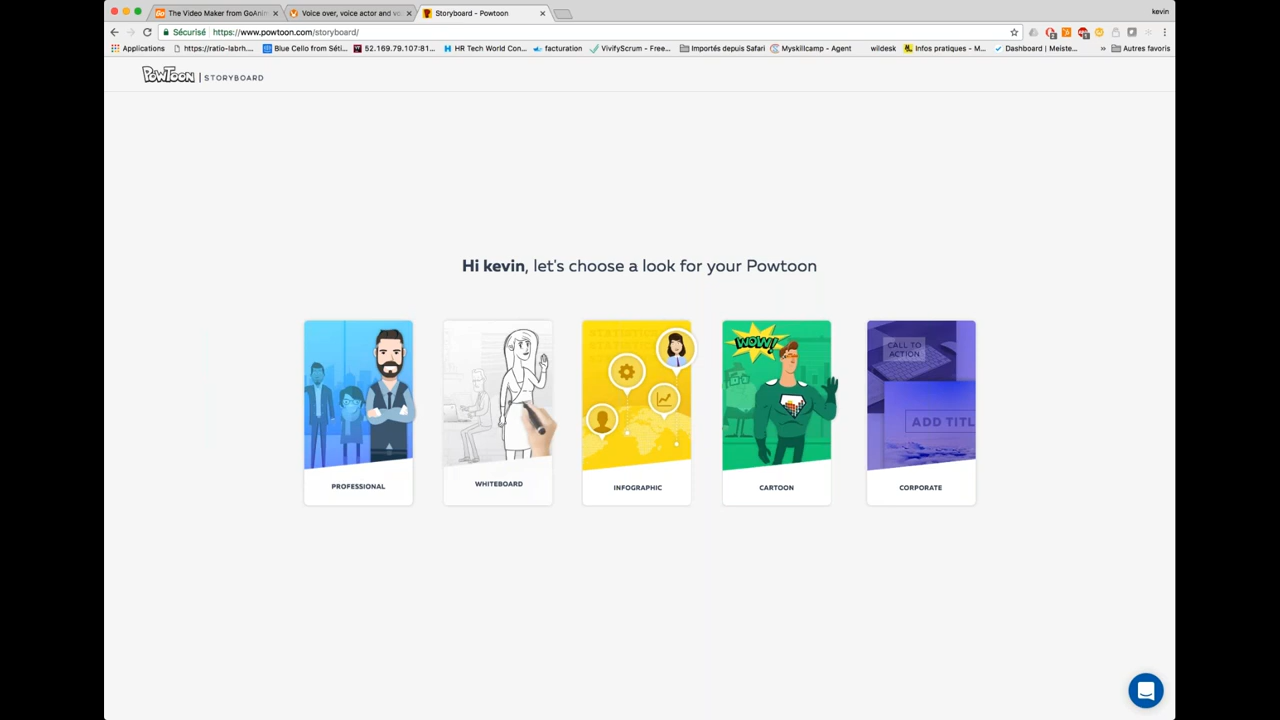 The Video Maker from GoAnim
Voice over, voice actor and vo
Storyboard - Powtoon
kevin
Sécurisé
https://www.powtoon.com/storyboard/
Applications
https://ratio-labrh....
Blue Cello from Séti...
52.169.79.107:81...
HR Tech World Con...
facturation
VivifyScrum - Free...
Importés depuis Safari
Myskillcamp - Agent
wildesk
Infos pratiques - M...
Dashboard | Meiste...
»
Autres favoris
PowToon | STORYBOARD
Hi kevin, let's choose a look for your Powtoon
WOW!
CALL TO
ACTION
ADD TITL
PROFESSIONAL
WHITEBOARD
INFOGRAPHIC
CARTOON
CORPORATE